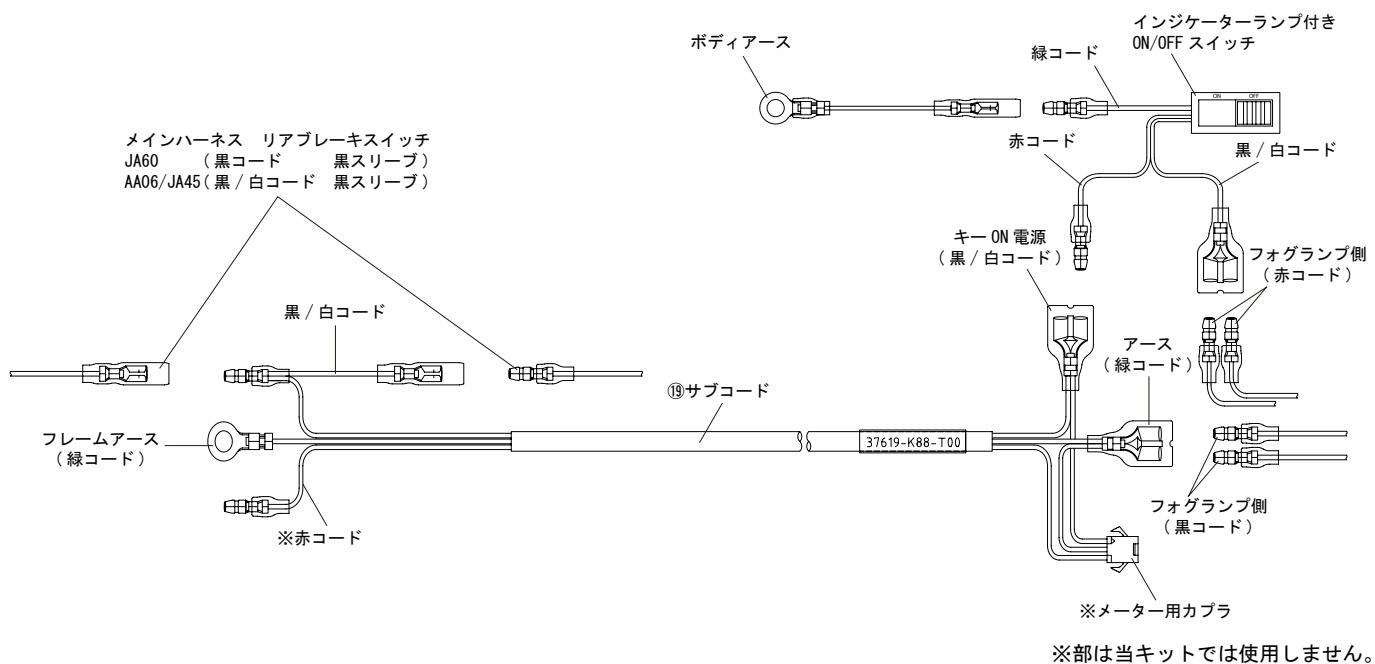 インジケーターランプ付き
ON/OFF スイッチ
ボディアース
緑コード
ON OFF
メインハーネス リアブレーキスイッチ
JA60 (黒コード 黒スリーブ)
AA06/JA45(黒/白コード 黒スリーブ)
赤コード
黒/白コード
キー ON 電源
(黒/白コード)
フォグランプ側
(赤コード)
黒/白コード
アース
(緑コード)
⑲サブコード
フレームアース
(緑コード)
37619-K88-T00
フォグランプ側
(黒コード)
※赤コード
※メーター用カプラ
※部は当キットでは使用しません。